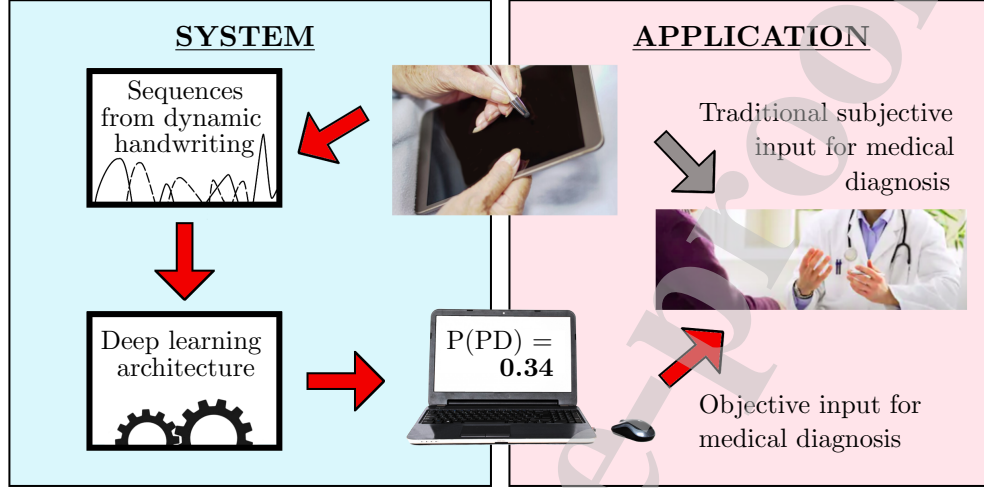 SYSTEM
Sequences
from dynamic
handwriting
Deep learning
architecture
P(PD) =
0.34
APPLICATION
Traditional subjective
input for medical
diagnosis
Objective input for
medical diagnosis